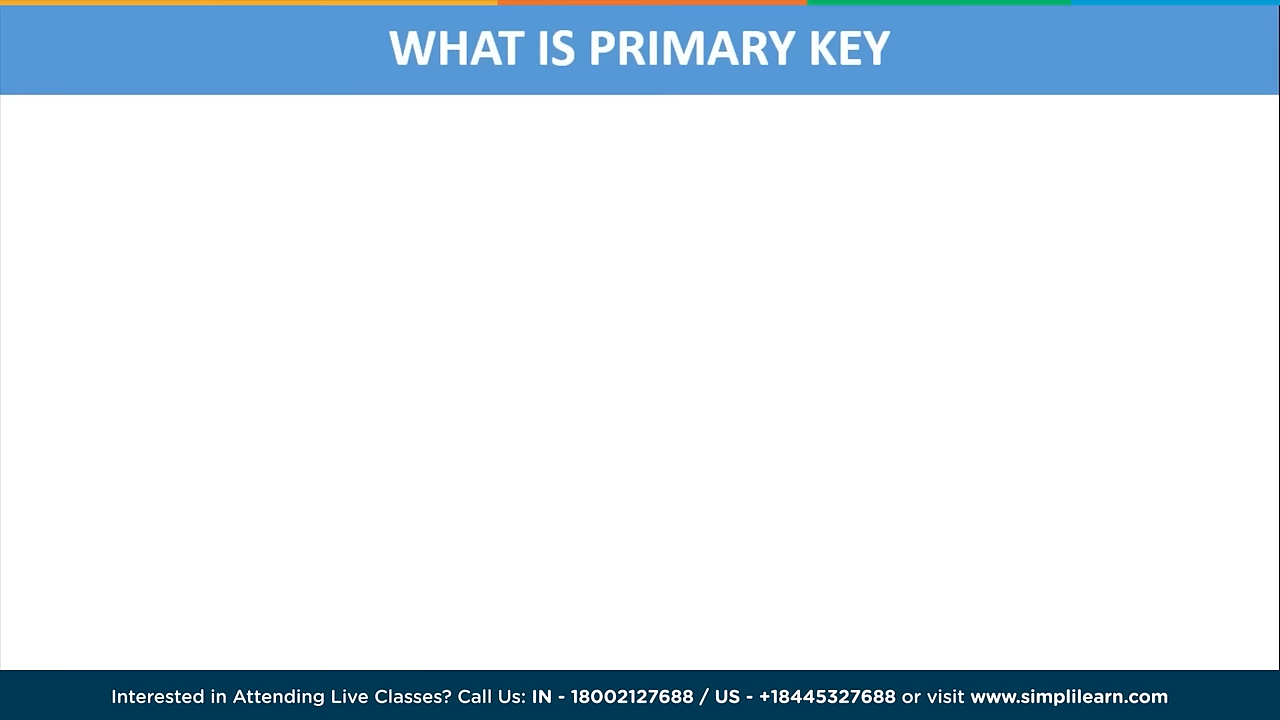 WHAT IS PRIMARY KEY
Interested in Attending Live Classes? Call Us: IN - 18002127688 / US - +18445327688 or visit www.simplilearn.com